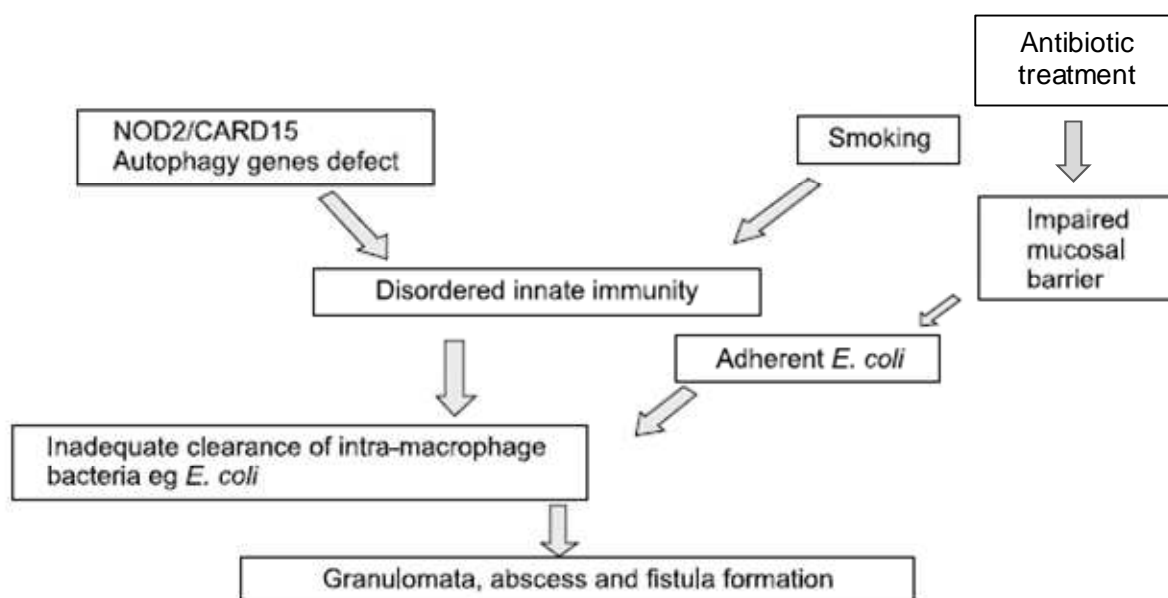 Antibiotic
treatment
NOD2/CARD15
Autophagy genes defect
Smoking
Impaired
mucosal
barrier
Disordered innate immunity
Adherent E. coli
Inadequate clearance of intra-macrophage
bacteria eg E. coli
Granulomata, abscess and fistula formation